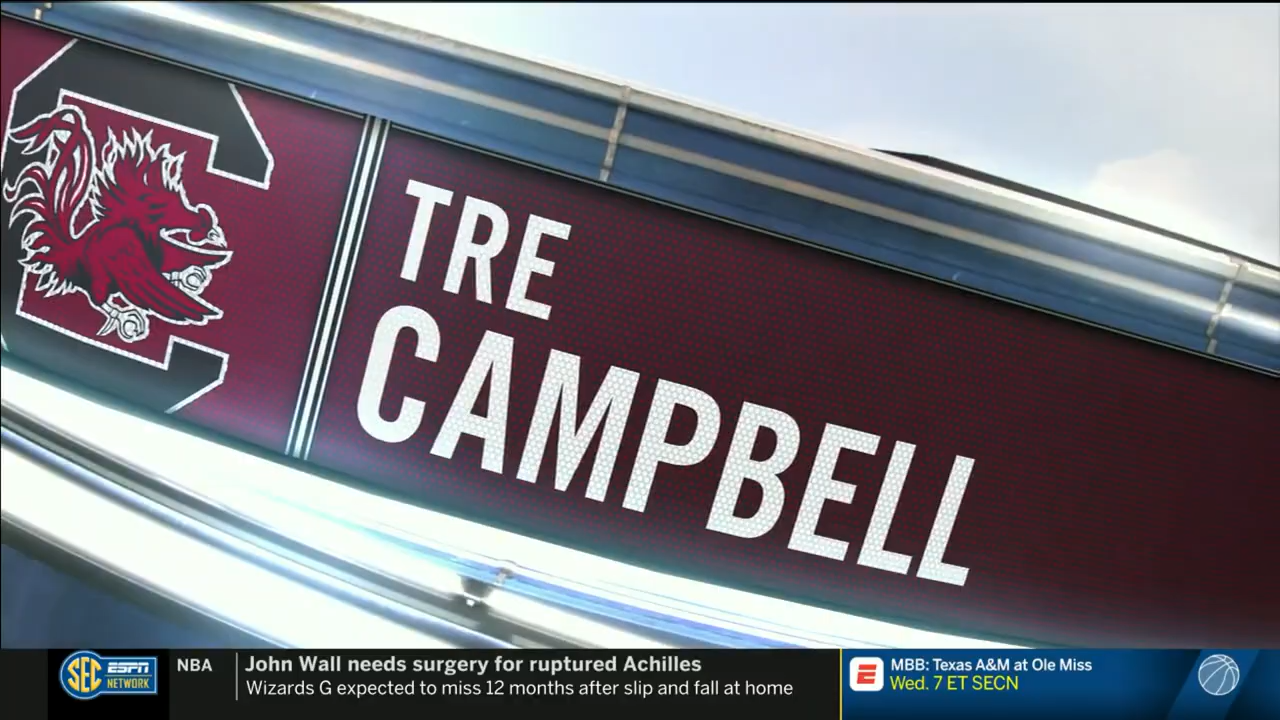 TRE
CAMPBELL
SEC ESPN NETWORK
NBA
John Wall needs surgery for ruptured Achilles
Wizards G expected to miss 12 months after slip and fall at home
MBB: Texas A&M at Ole Miss
Wed. 7 ET SECN